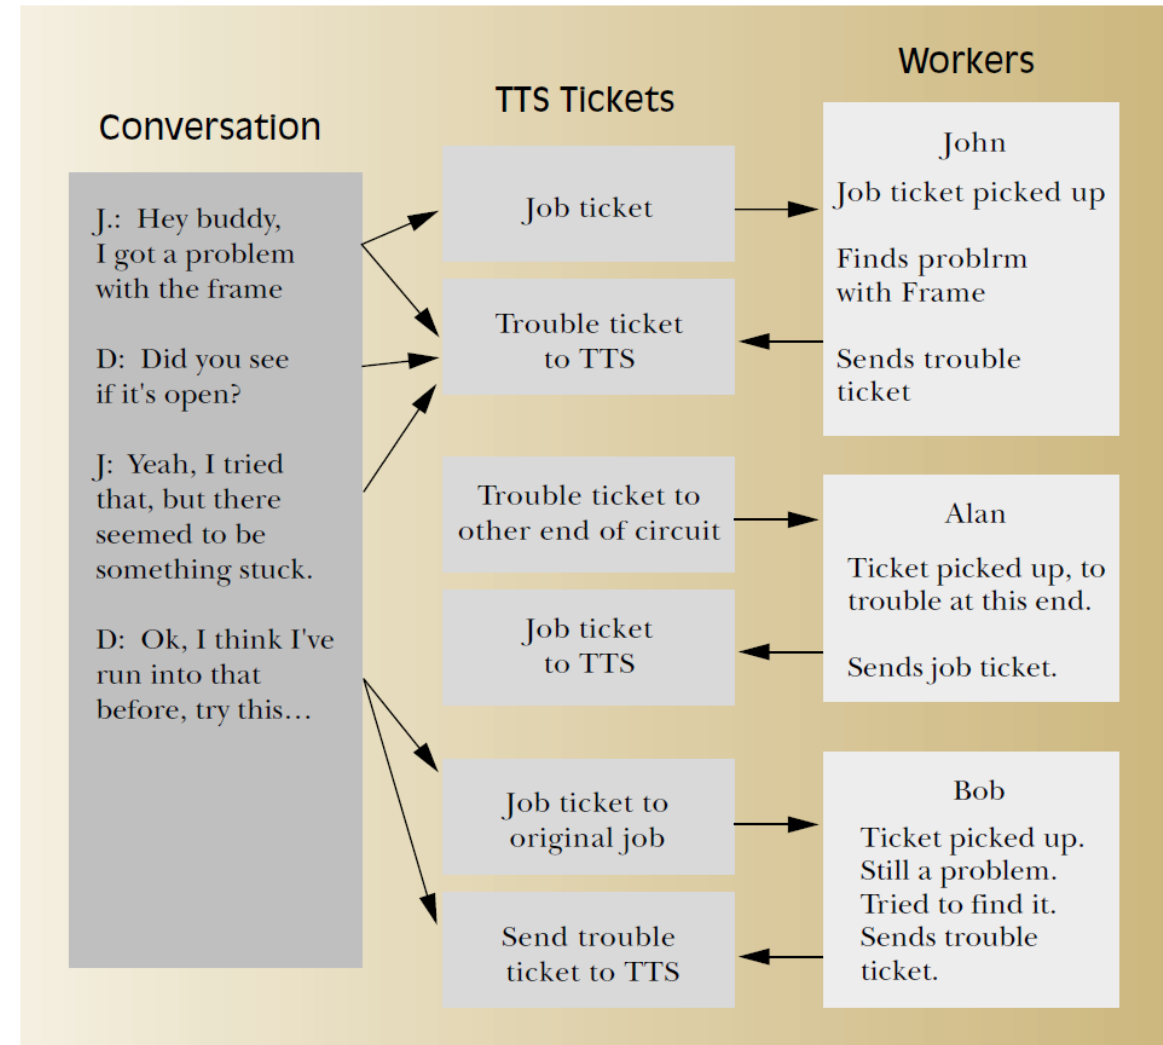 Conversation
J.: Hey buddy,
I got a problem
with the frame
D: Did you see
if it's open?
J: Yeah, I tried
that, but there
seemed to be
something stuck.
D: Ok, I think I've
run into that
before, try this…
TTS Tickets
Job ticket
Trouble ticket
to TTS
Trouble ticket to
other end of circuit
Job ticket
to TTS
Job ticket to
original job
Send trouble
ticket to TTS
Workers
John
Job ticket picked up
Finds problrm
with Frame
Sends trouble
ticket
Alan
Ticket picked up, to
trouble at this end.
Sends job ticket.
Bob
Ticket picked up.
Still a problem.
Tried to find it.
Sends trouble
ticket.